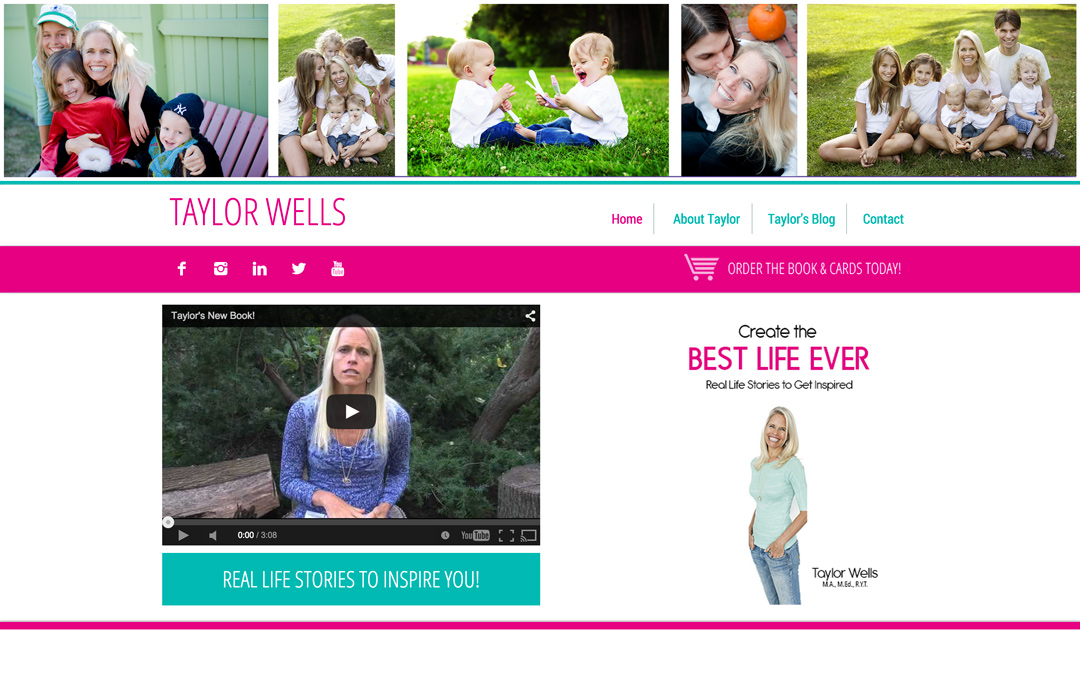 TAYLOR WELLS
Home
About Taylor
Taylor's Blog
Contact
ORDER THE BOOK & CARDS TODAY!
Taylor's New Book!
0:00 / 3:08
YouTube
REAL LIFE STORIES TO INSPIRE YOU!
Create the
BEST LIFE EVER
Real Life Stories to Get Inspired
Taylor Wells
M.A., M.Ed., R.Y.T.